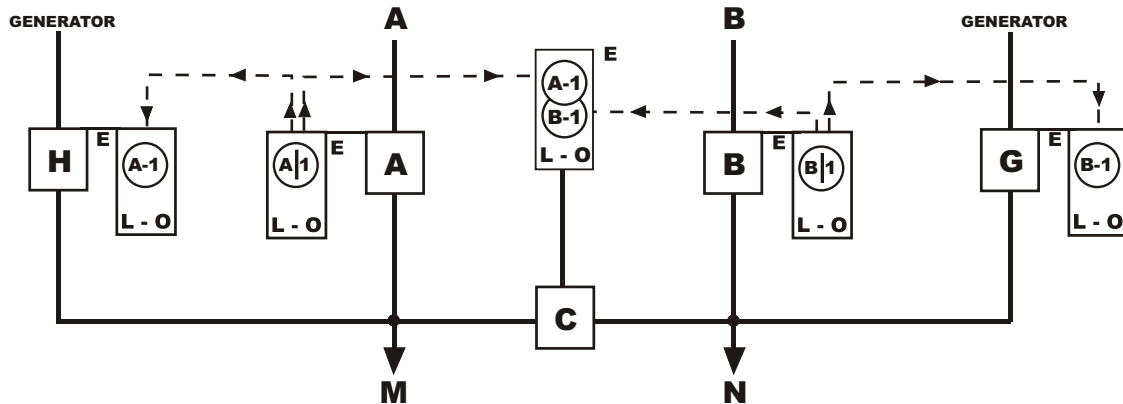 GENERATOR
A
B
GENERATOR
E
A-1
B-1
L - O
H
E
A-1
L - O
A|1
E
L - O
A
B
E
B|1
L - O
G
E
B-1
L - O
C
M
N